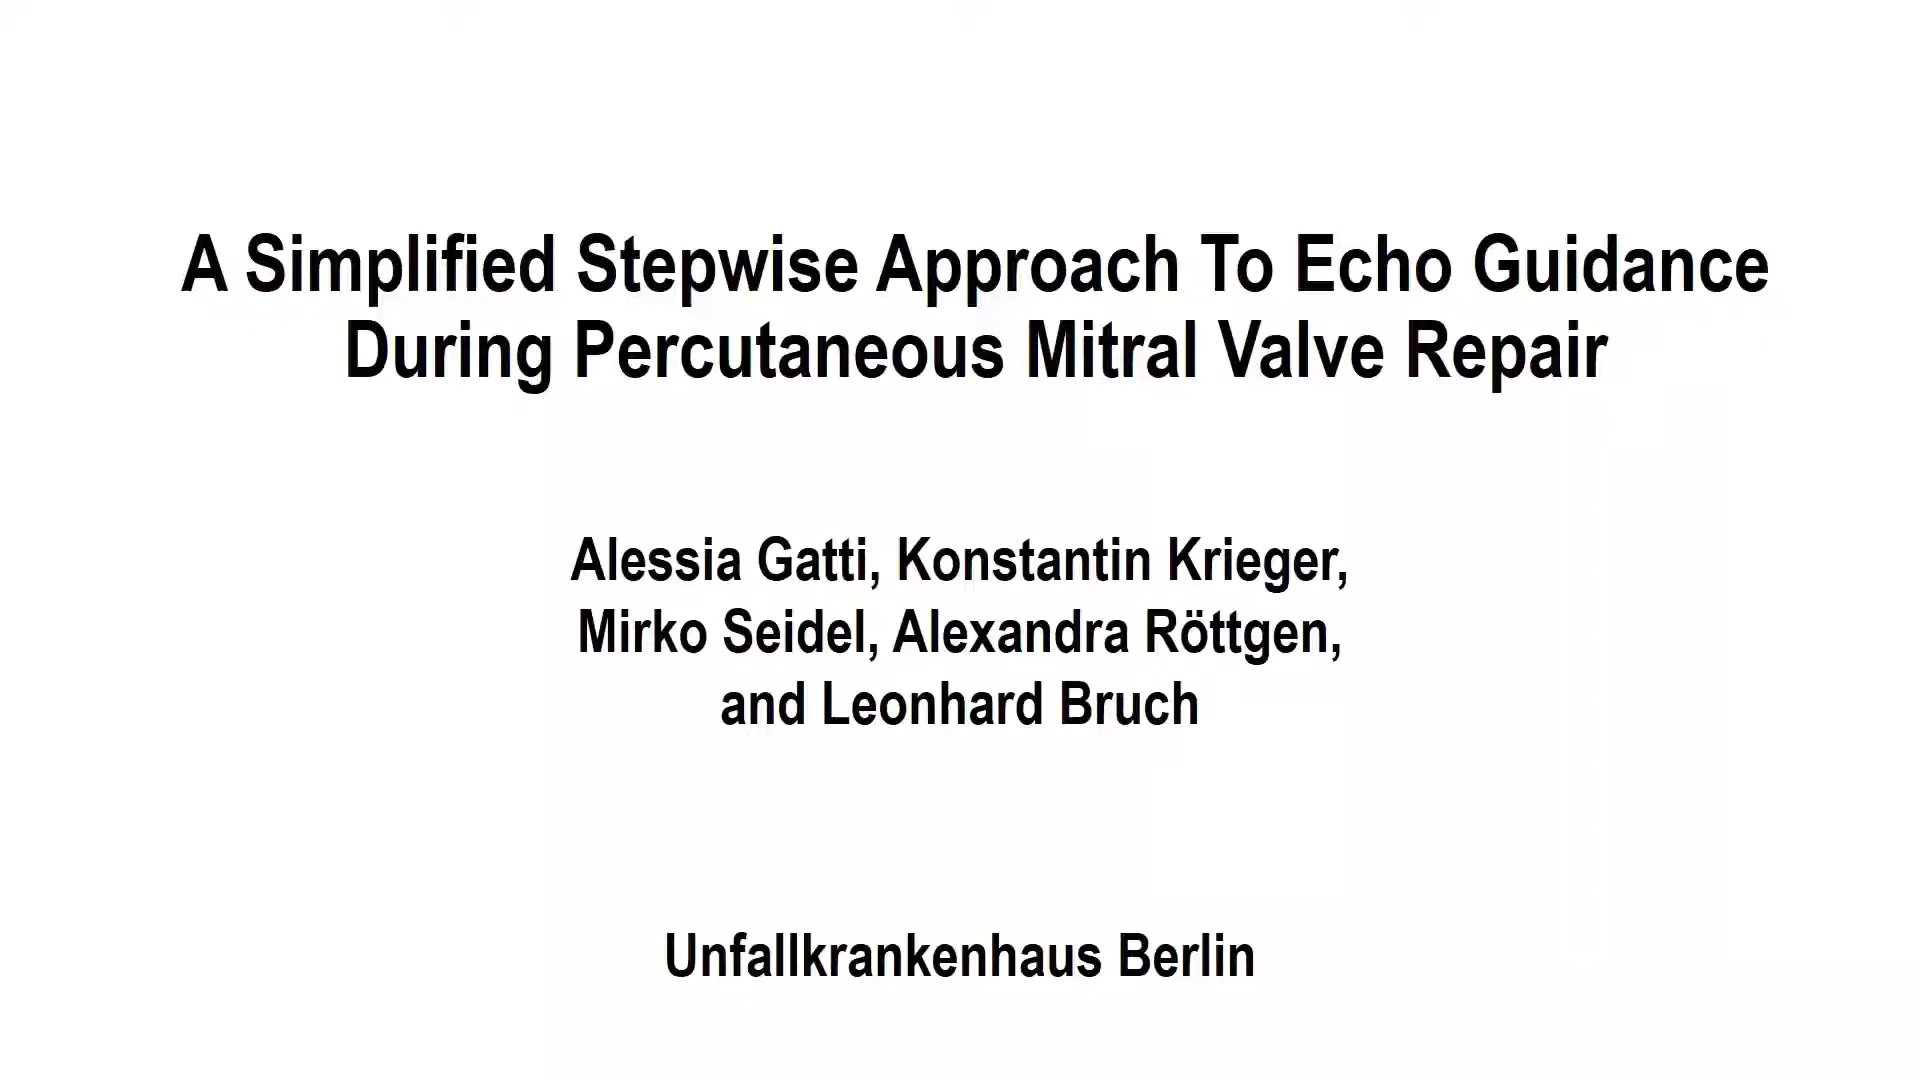 A Simplified Stepwise Approach To Echo Guidance
During Percutaneous Mitral Valve Repair
Alessia Gatti, Konstantin Krieger,
Mirko Seidel, Alexandra Röttgen,
and Leonhard Bruch
Unfallkrankenhaus Berlin